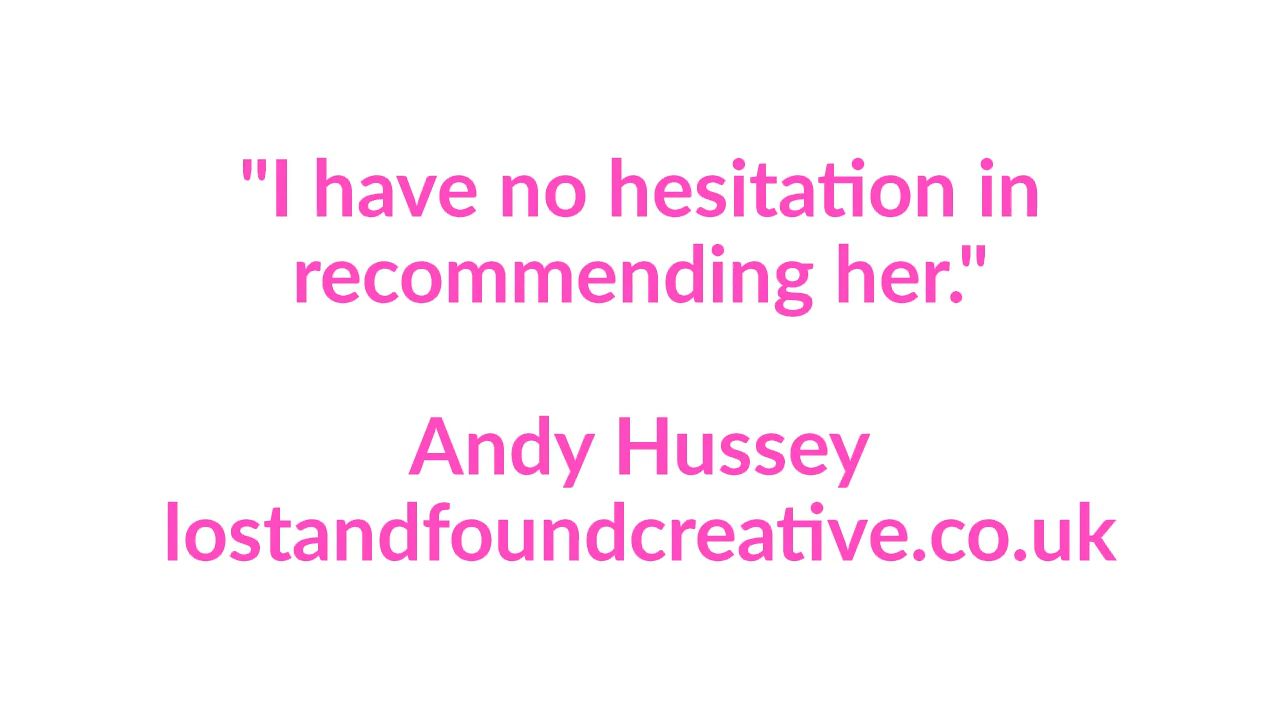 "I have no hesitation in
recommending her."
Andy Hussey
lostandfoundcreative.co.uk